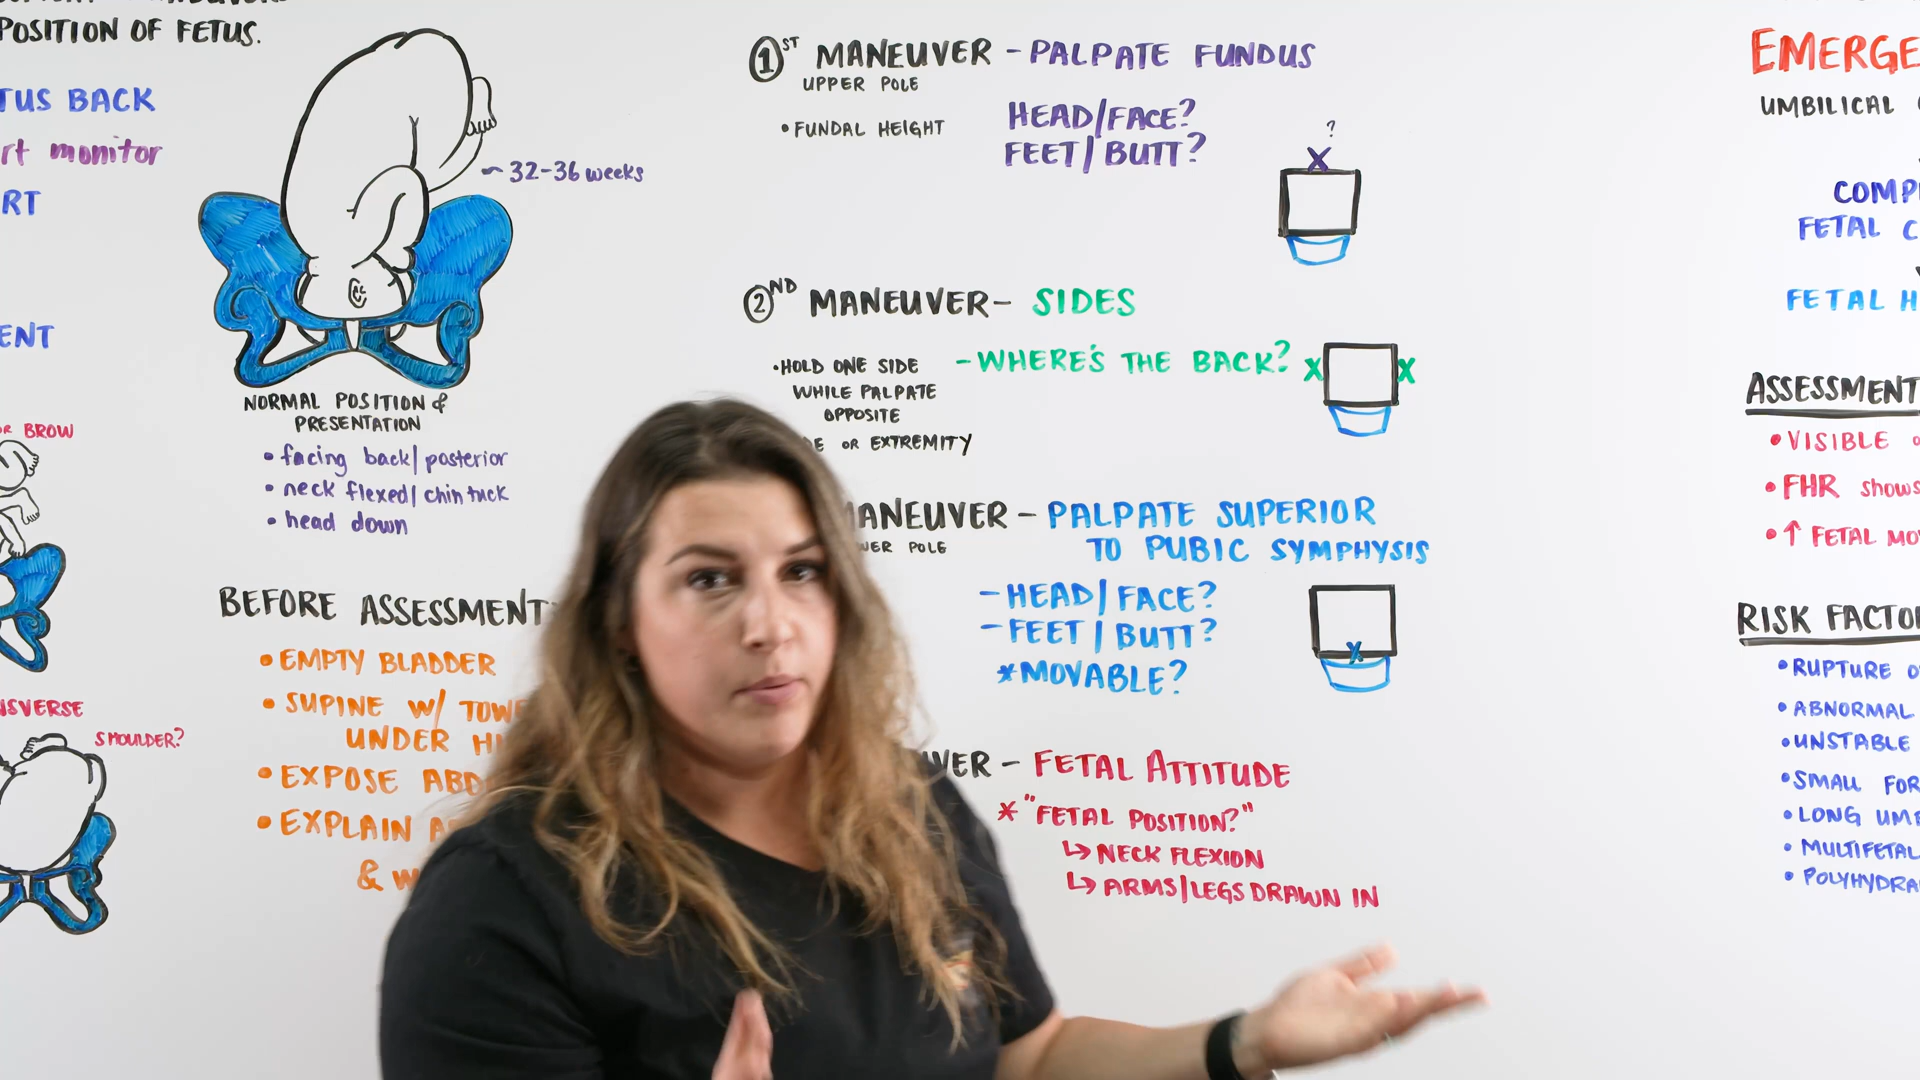 POSITION OF FETUS.
TUS BACK
rt monitor
RT
ENT
OR BROW
SVERSE
SHOULDER?
~ 32-36 weeks
NORMAL POSITION &
PRESENTATION
• facing back/posterior
• neck flexed/chin tuck
• head down
BEFORE ASSESSMENT
• EMPTY BLADDER
• SUPINE W/ TOWE
UNDER HI
• EXPOSE ABD
• EXPLAIN A
& W
1ST MANEUVER - PALPATE FUNDUS
UPPER POLE
• FUNDAL HEIGHT
HEAD/FACE?
FEET/BUTT?
?
X
2ND MANEUVER - SIDES
• HOLD ONE SIDE
WHILE PALPATE
OPPOSITE
E OR EXTREMITY
- WHERE'S THE BACK?
X X
ANEUVER - PALPATE SUPERIOR
TO PUBIC SYMPHYSIS
WER POLE
- HEAD/FACE?
- FEET/BUTT?
* MOVABLE?
X
VER - FETAL ATTITUDE
* "FETAL POSITION?"
↳ NECK FLEXION
↳ ARMS/LEGS DRAWN IN
EMERGE
UMBILICAL
COMP
FETAL C
FETAL H
ASSESSMENT
• VISIBLE
• FHR shows
• ↑ FETAL MO
RISK FACTO
• RUPTURE O
• ABNORMAL
• UNSTABLE
• SMALL FOR
• LONG UMB
• MULTIFETAL
• POLYHYDRA